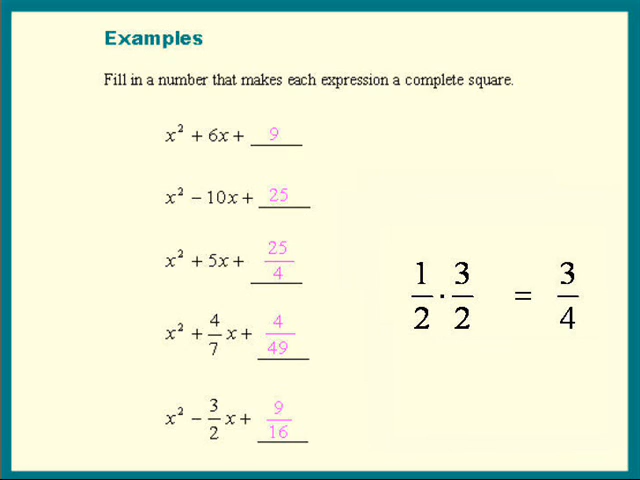 Examples
Fill in a number that makes each expression a complete square.
x² + 6x + 9
x² − 10x + 25
x² + 5x + 25/4
x² + 4/7 x + 4/49
x² − 3/2 x + 9/16
1/2 · 3/2 = 3/4